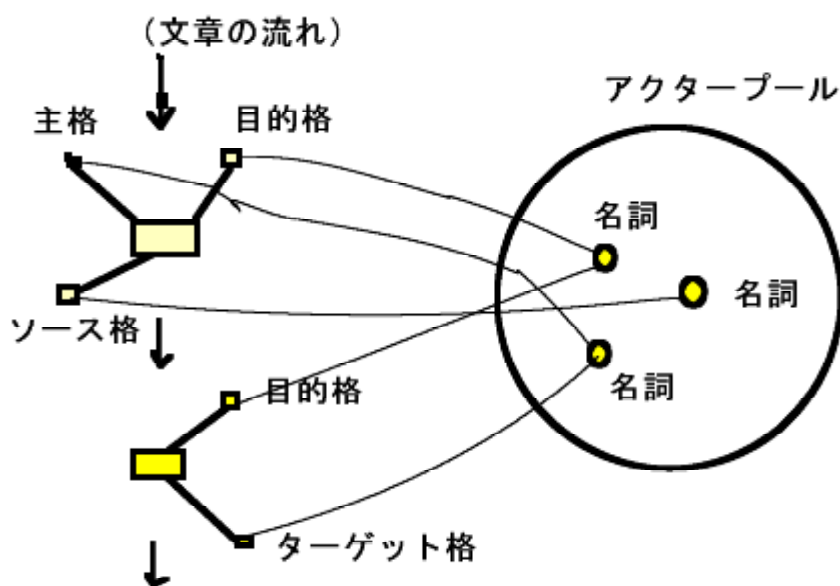 (文章の流れ)
アクタープール
主格
目的格
名詞
名詞
ソース格
名詞
目的格
ターゲット格